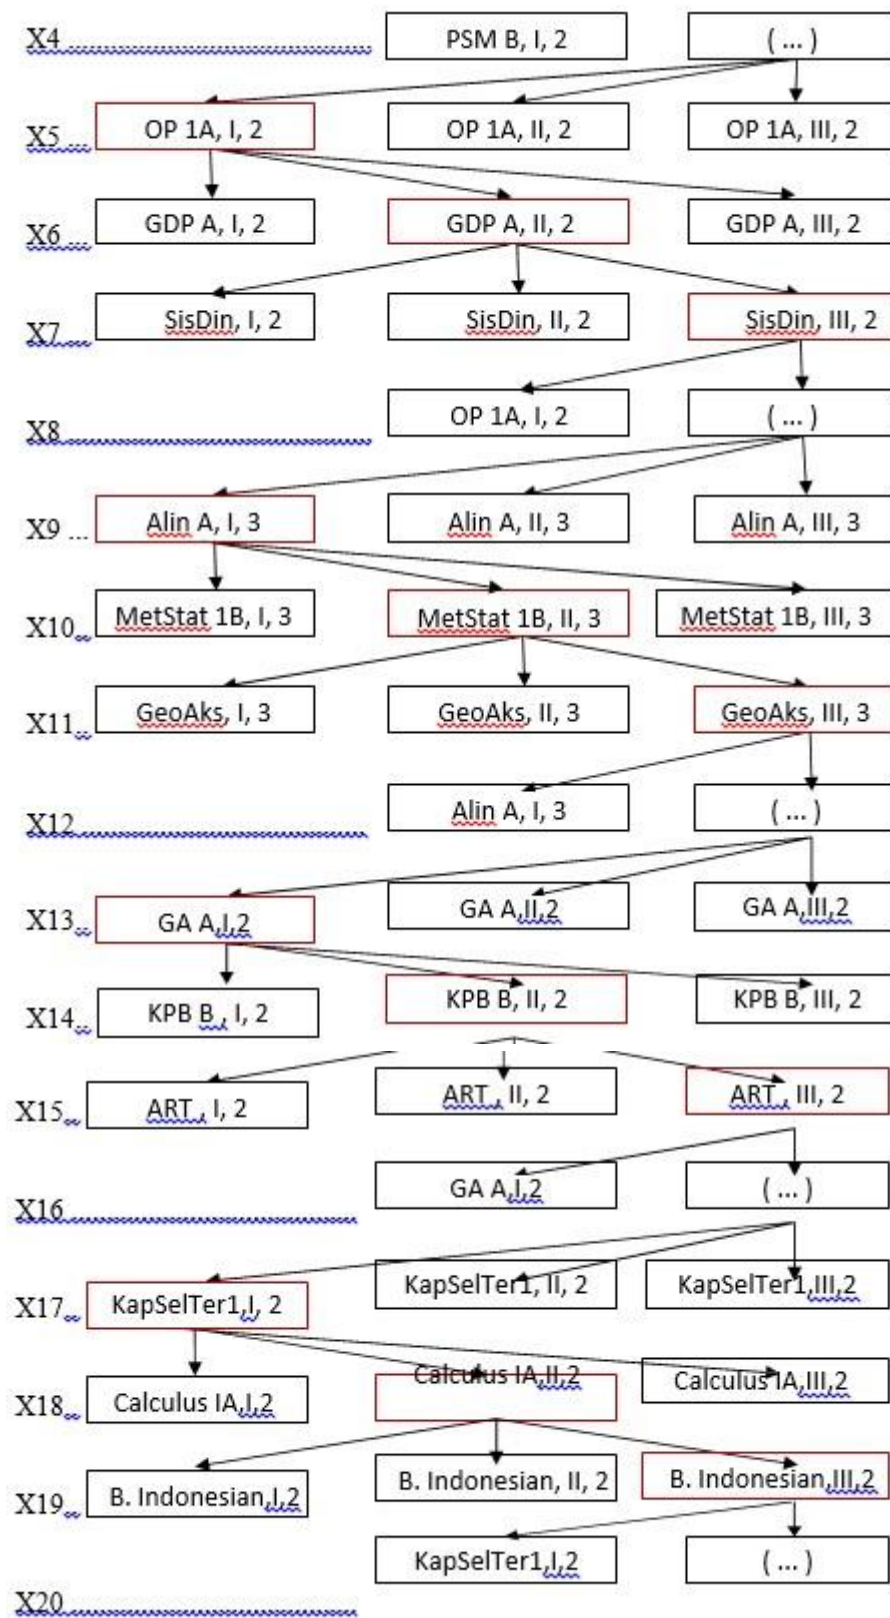 X4 ........ PSM B, I, 2 ( ... )
X5 ... OP 1A, I, 2 OP 1A, II, 2 OP 1A, III, 2
X6 ... GDP A, I, 2 GDP A, II, 2 GDP A, III, 2
X7 ... SisDin, I, 2 SisDin, II, 2 SisDin, III, 2
X8 ........ OP 1A, I, 2 ( ... )
X9 ... Alin A, I, 3 Alin A, II, 3 Alin A, III, 3
X10.. MetStat 1B, I, 3 MetStat 1B, II, 3 MetStat 1B, III, 3
X11.. GeoAks, I, 3 GeoAks, II, 3 GeoAks, III, 3
X12 ........ Alin A, I, 3 ( ... )
X13.. GA A,I,2 GA A,II,2 GA A,III,2
X14.. KPB B , I, 2 KPB B, II, 2 KPB B, III, 2
X15.. ART , I, 2 ART , II, 2 ART , III, 2
X16 ........ GA A,I,2 ( ... )
X17.. KapSelTer1,I, 2 KapSelTer1, II, 2 KapSelTer1,III,2
X18.. Calculus IA,I,2 Calculus IA,II,2 Calculus IA,III,2
X19.. B. Indonesian,I,2 B. Indonesian, II, 2 B. Indonesian,III,2
X20 ........ KapSelTer1,I,2 ( ... )